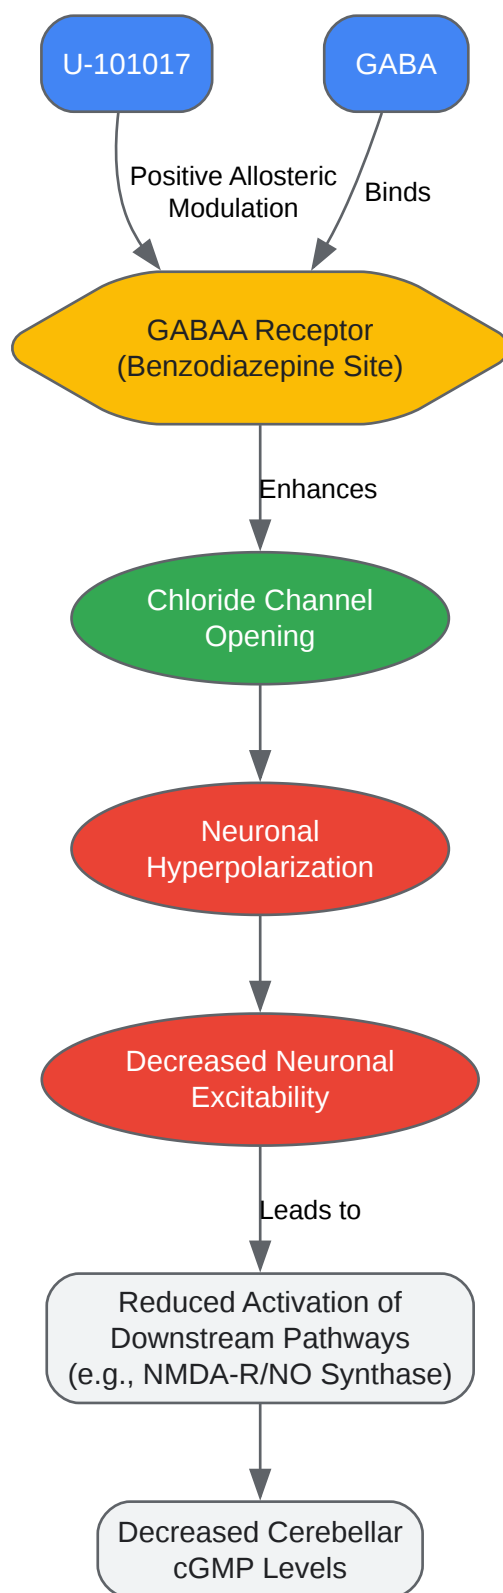 U-101017
GABA
Positive Allosteric
Modulation
Binds
GABAA Receptor
(Benzodiazepine Site)
Enhances
Chloride Channel
Opening
Neuronal
Hyperpolarization
Decreased Neuronal
Excitability
Leads to
Reduced Activation of
Downstream Pathways
(e.g., NMDA-R/NO Synthase)
Decreased Cerebellar
cGMP Levels